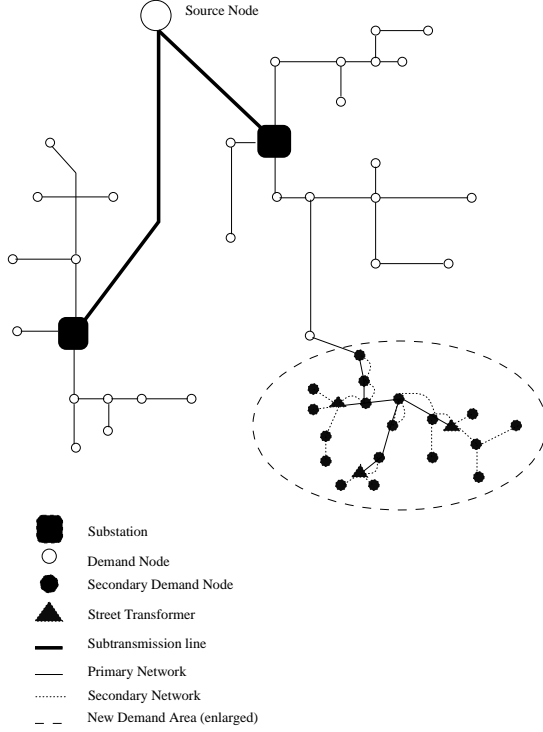 Source Node
Substation
Demand Node
Secondary Demand Node
Street Transformer
Subtransmission line
Primary Network
Secondary Network
New Demand Area (enlarged)